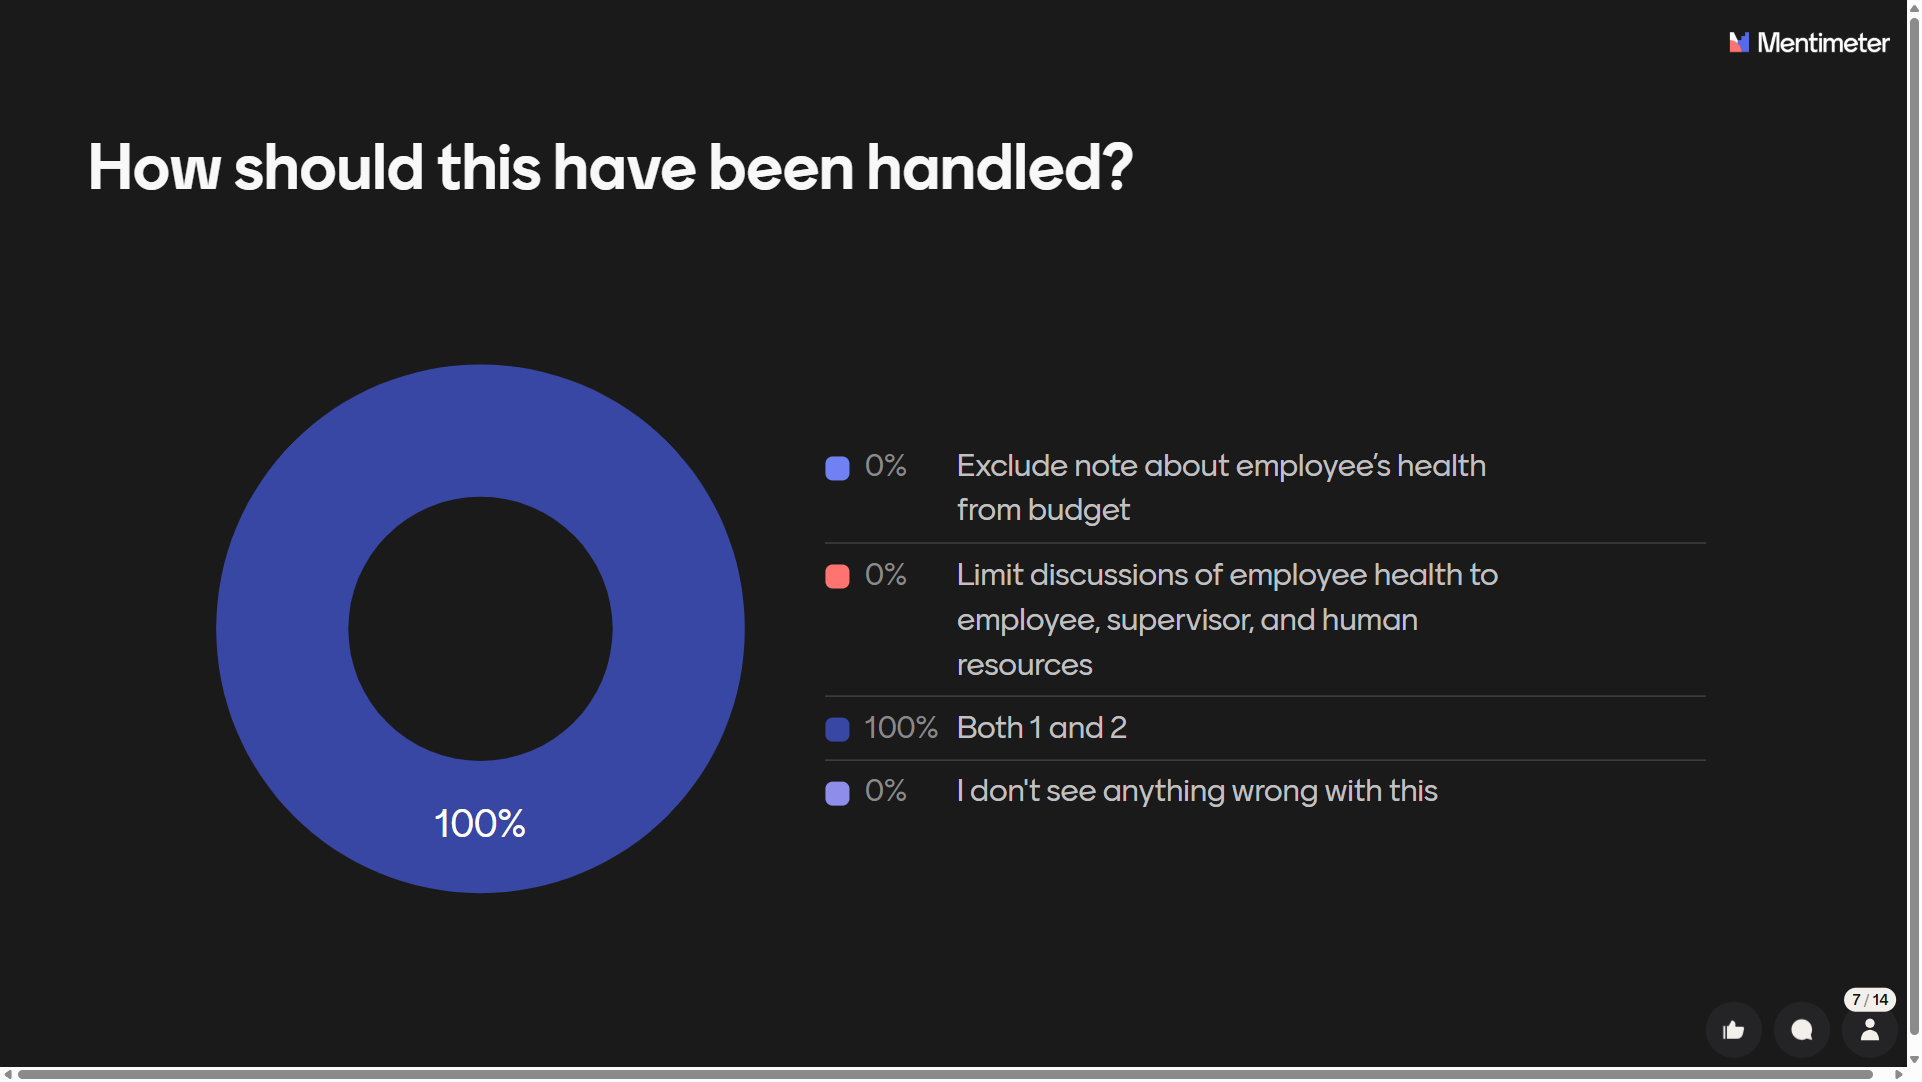 Mentimeter
How should this have been handled?
0% Exclude note about employee’s health
from budget
0% Limit discussions of employee health to
employee, supervisor, and human
resources
100% Both 1 and 2
0% I don't see anything wrong with this
100%
7 / 14